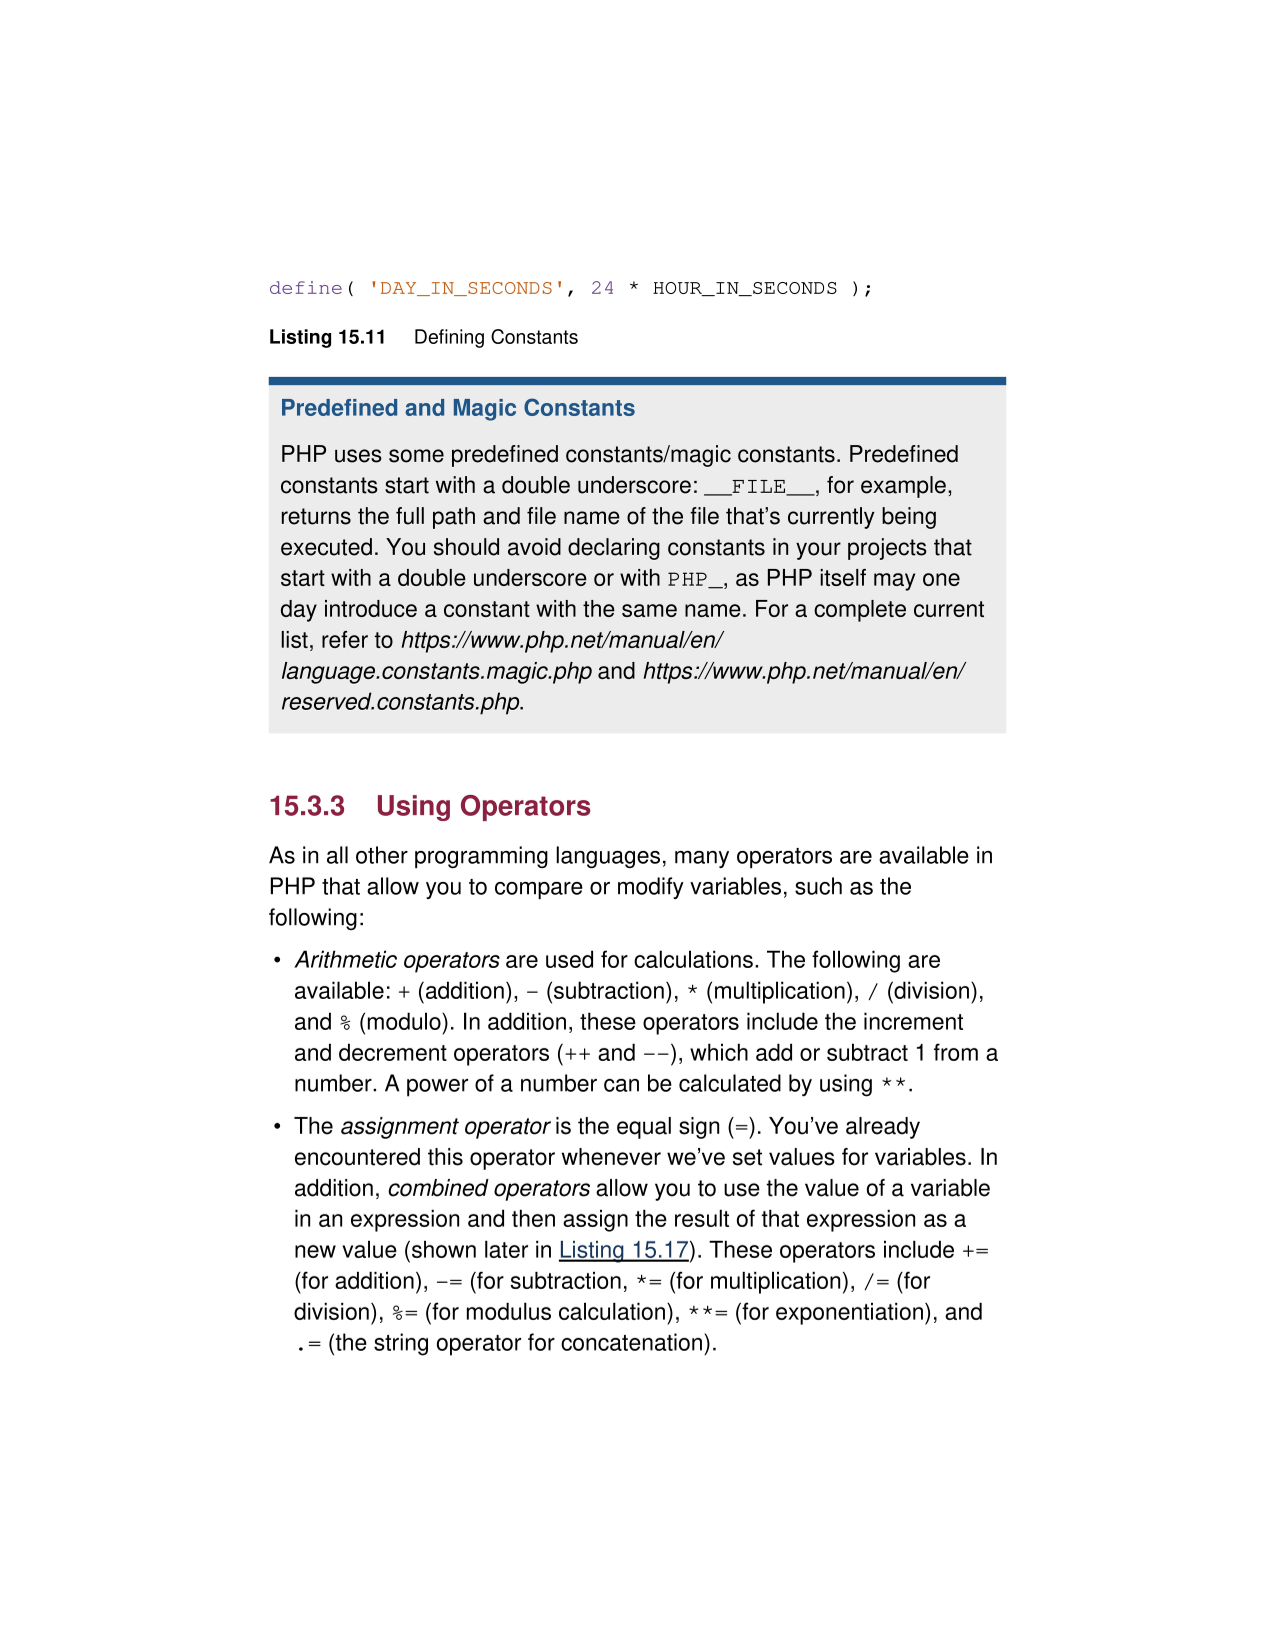 define( 'DAY_IN_SECONDS', 24 * HOUR_IN_SECONDS );
Listing 15.11 Defining Constants
Predefined and Magic Constants
PHP uses some predefined constants/magic constants. Predefined
constants start with a double underscore: __FILE__, for example,
returns the full path and file name of the file that's currently being
executed. You should avoid declaring constants in your projects that
start with a double underscore or with PHP_, as PHP itself may one
day introduce a constant with the same name. For a complete current
list, refer to https://www.php.net/manual/en/
language.constants.magic.php and https://www.php.net/manual/en/
reserved.constants.php.
15.3.3 Using Operators
As in all other programming languages, many operators are available in
PHP that allow you to compare or modify variables, such as the
following:
• Arithmetic operators are used for calculations. The following are
available: + (addition), - (subtraction), * (multiplication), / (division),
and % (modulo). In addition, these operators include the increment
and decrement operators (++ and --), which add or subtract 1 from a
number. A power of a number can be calculated by using **.
• The assignment operator is the equal sign (=). You've already
encountered this operator whenever we've set values for variables. In
addition, combined operators allow you to use the value of a variable
in an expression and then assign the result of that expression as a
new value (shown later in Listing 15.17). These operators include +=
(for addition), -= (for subtraction, *= (for multiplication), /= (for
division), %= (for modulus calculation), **= (for exponentiation), and
.= (the string operator for concatenation).